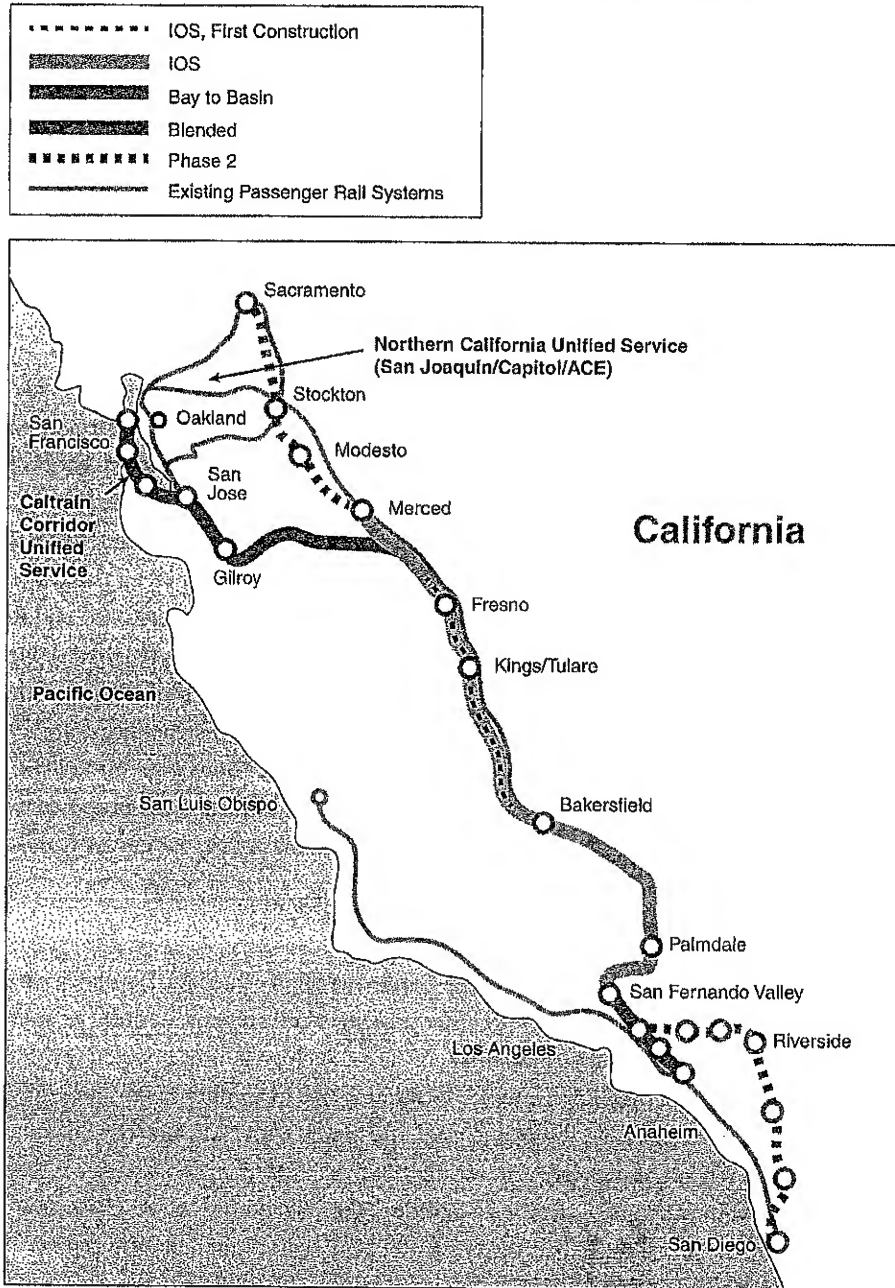 IOS, First Construction
IOS
Bay to Basin
Blended
Phase 2
Existing Passenger Rail Systems
Sacramento
Northern California Unified Service
(San Joaquin/Capitol/ACE)
Stockton
San
Francisco
Oakland
Modesto
San
Jose
Merced
Caltrain
Corridor
Unified
Service
California
Gilroy
Fresno
Kings/Tulare
Pacific Ocean
San Luis Obispo
Bakersfield
Palmdale
San Fernando Valley
Los Angeles
Riverside
Anaheim
San Diego